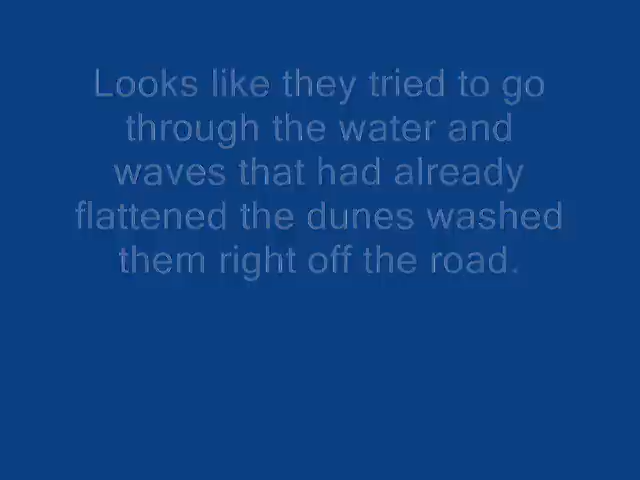 Looks like they tried to go
through the water and
waves that had already
flattened the dunes washed
them right off the road.